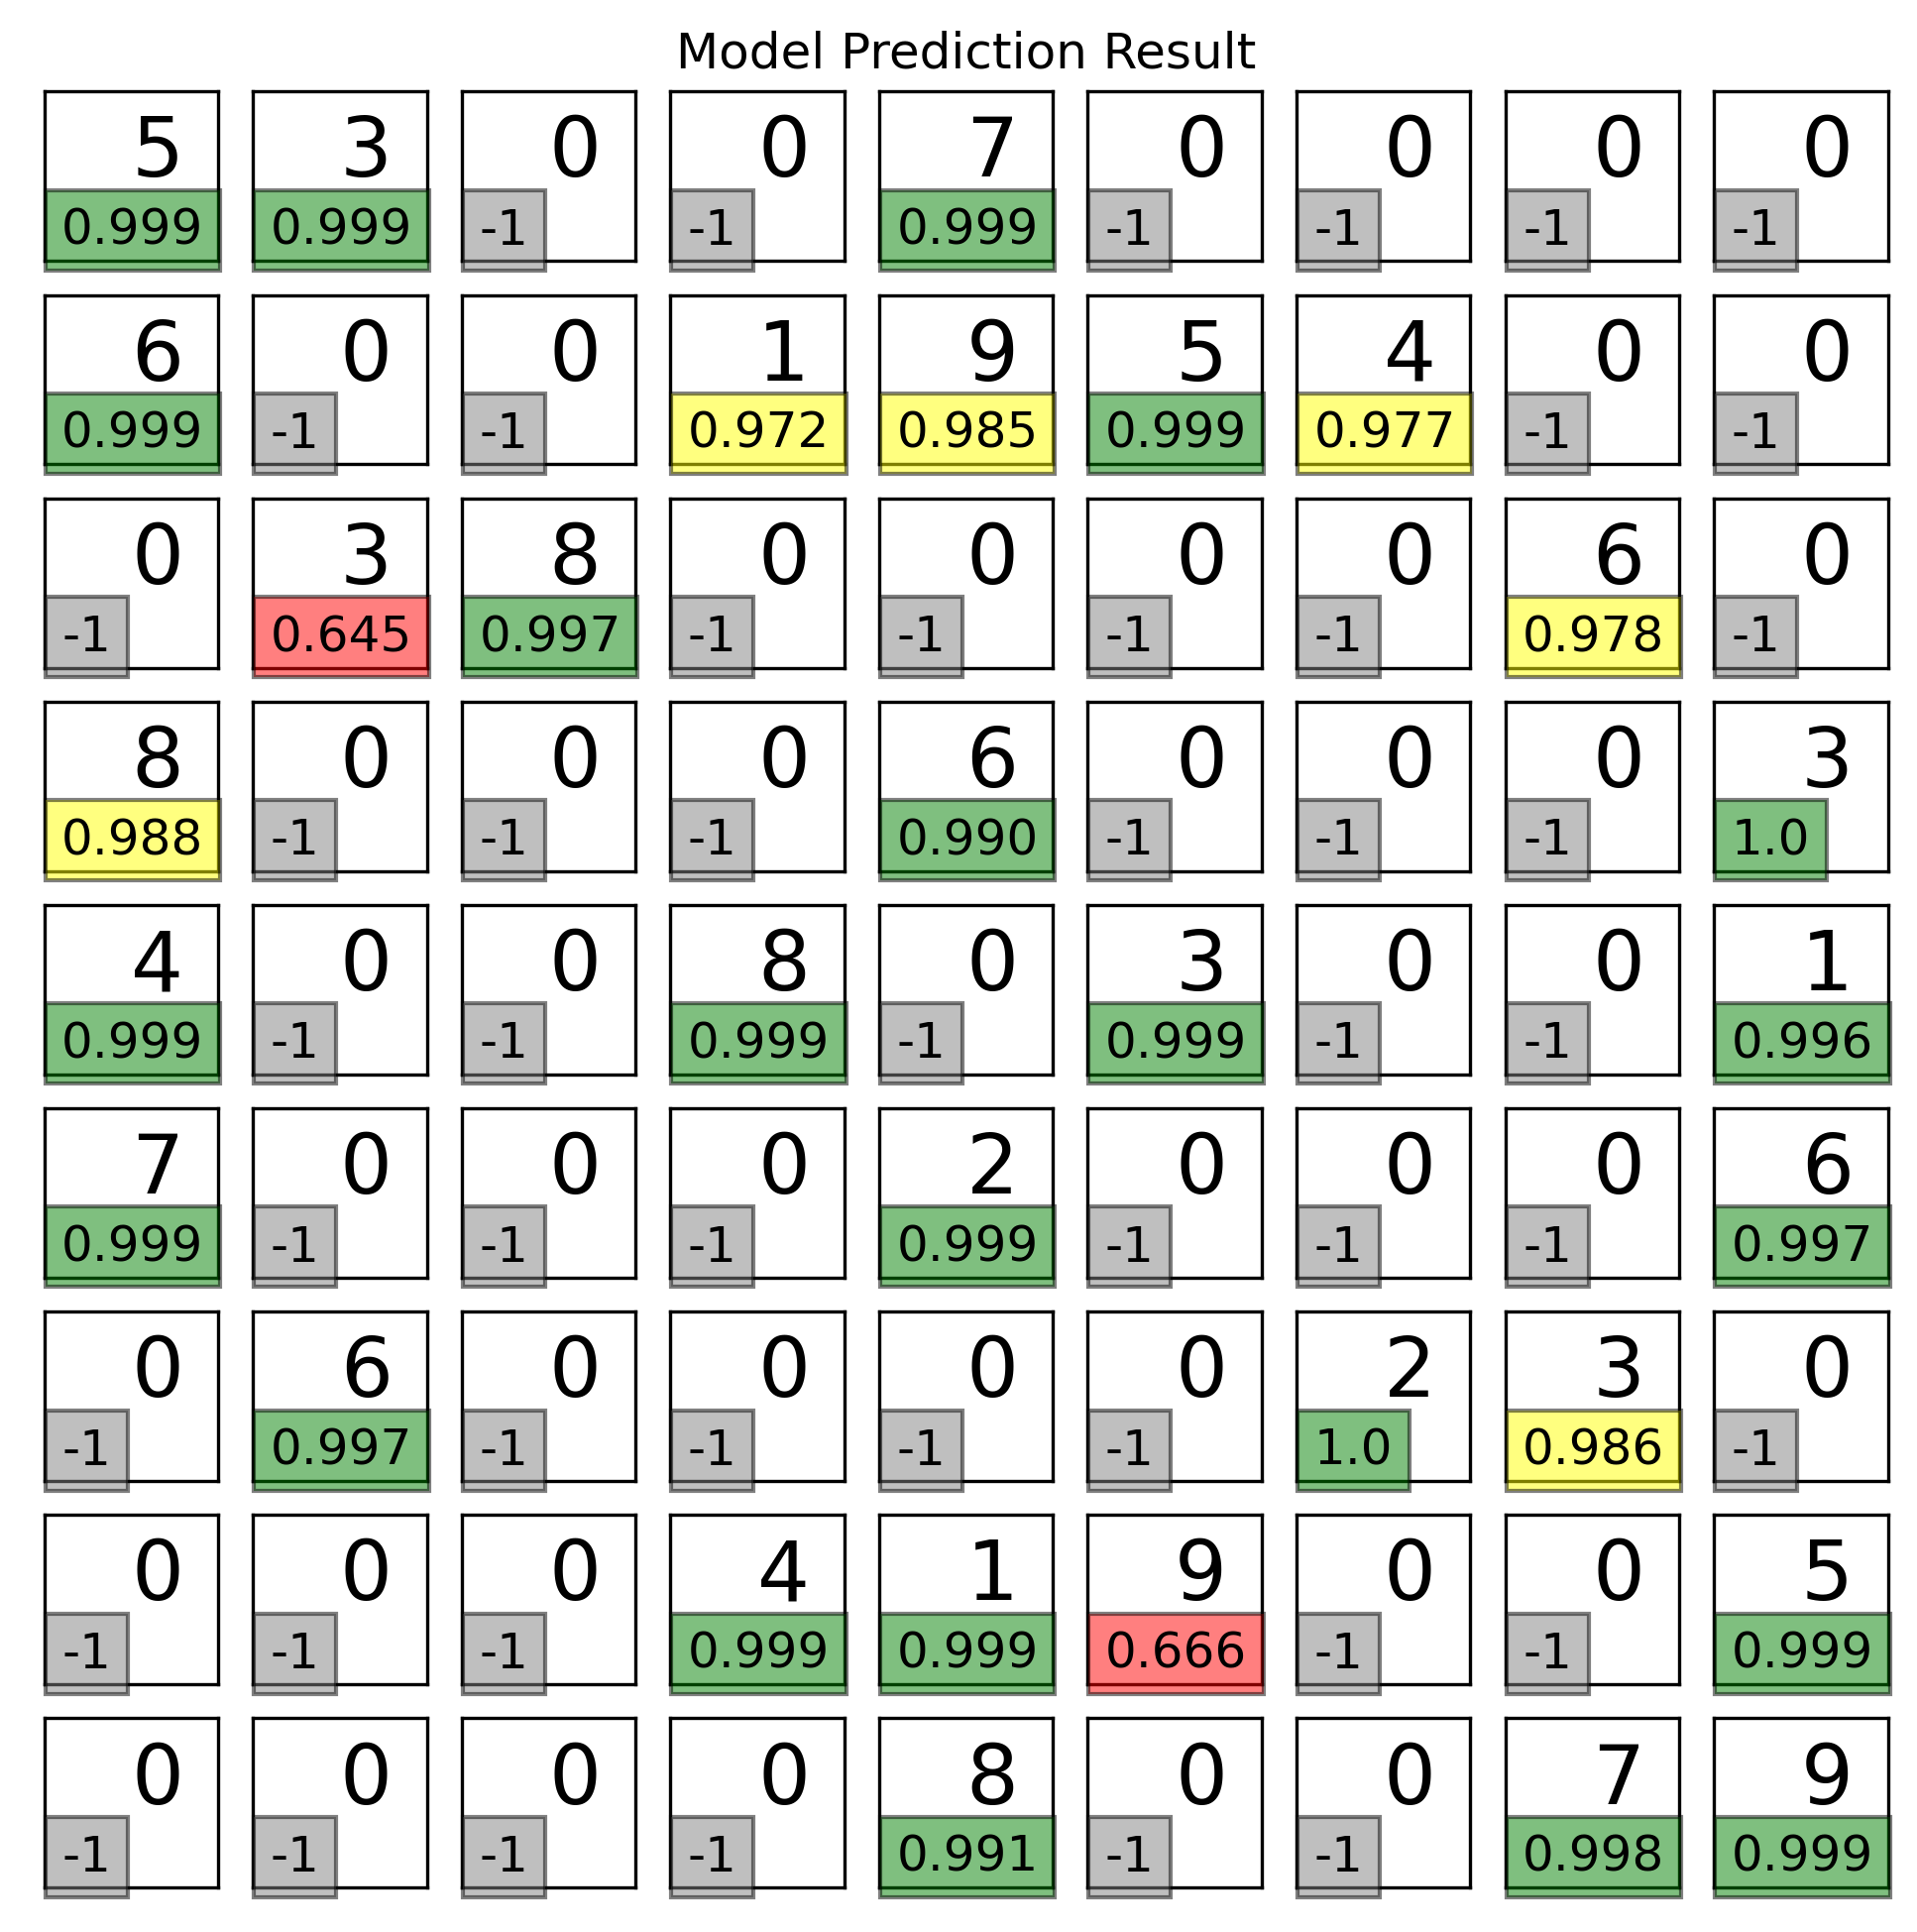 Model Prediction Result
5 3 0 0 7 0 0 0 0
0.999 0.999 -1 -1 0.999 -1 -1 -1 -1
6 0 0 1 9 5 4 0 0
0.999 -1 -1 0.972 0.985 0.999 0.977 -1 -1
0 3 8 0 0 0 0 6 0
-1 0.645 0.997 -1 -1 -1 -1 0.978 -1
8 0 0 0 6 0 0 0 3
0.988 -1 -1 -1 0.990 -1 -1 -1 1.0
4 0 0 8 0 3 0 0 1
0.999 -1 -1 0.999 -1 0.999 -1 -1 0.996
7 0 0 0 2 0 0 0 6
0.999 -1 -1 -1 0.999 -1 -1 -1 0.997
0 6 0 0 0 0 2 3 0
-1 0.997 -1 -1 -1 -1 1.0 0.986 -1
0 0 0 4 1 9 0 0 5
-1 -1 -1 0.999 0.999 0.666 -1 -1 0.999
0 0 0 0 8 0 0 7 9
-1 -1 -1 -1 0.991 -1 -1 0.998 0.999